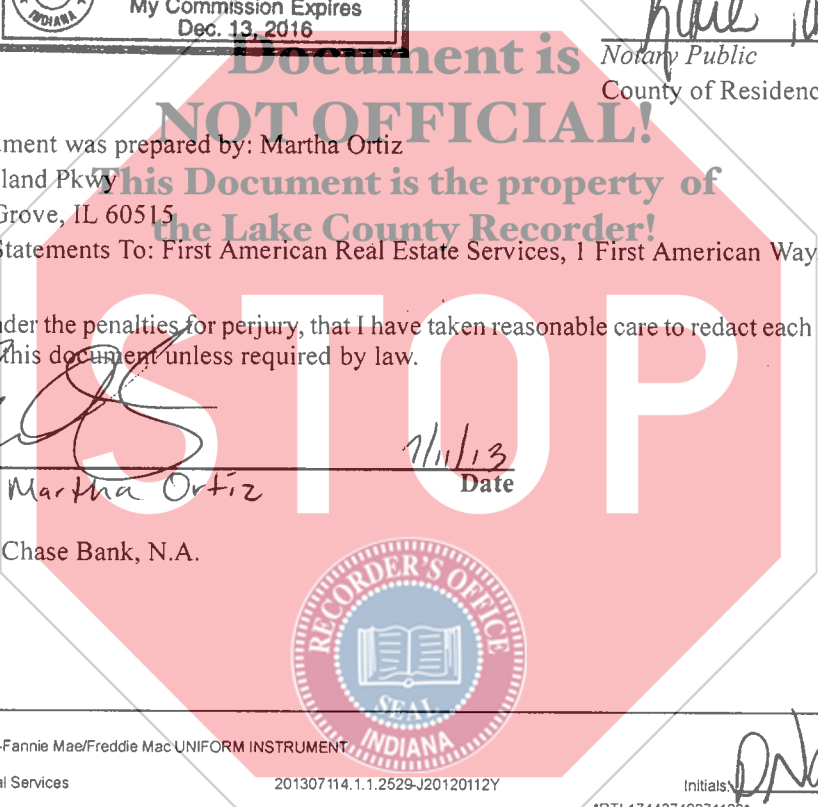 INDIANA
My Commission Expires
Dec. 13, 2016
Document is
NOT OFFICIAL!
This Document is the property of
the Lake County Recorder!
Notary Public
County of Residenc
ument was prepared by: Martha Ortiz
land Pkwy
Grove, IL 60515
Statements To: First American Real Estate Services, 1 First American Way
nder the penalties for perjury, that I have taken reasonable care to redact each
this document unless required by law.
STOP
7/11/13
Martha Ortiz
Date
Chase Bank, N.A.
RECORDER'S OFFICE
SEAL
INDIANA
-Fannie Mae/Freddie Mac UNIFORM INSTRUMENT
al Services
201307114.1.1.2529-J20120112Y
Initials: